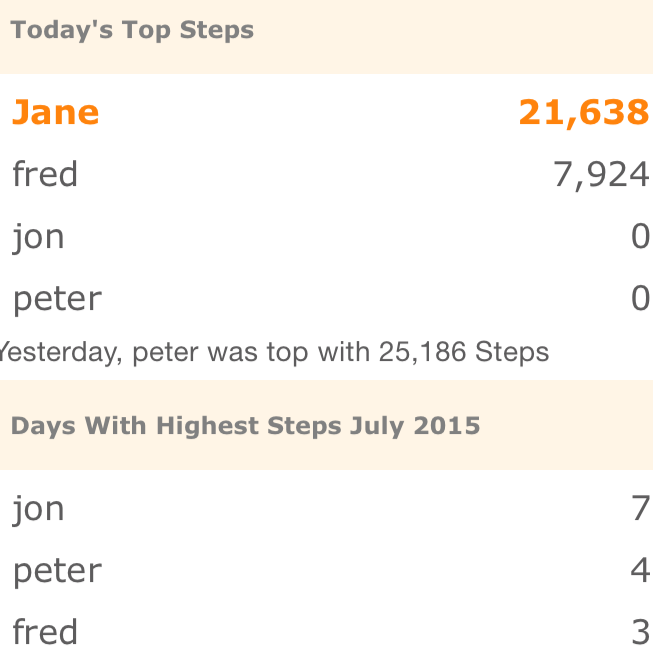 Today's Top Steps
Jane 21,638
fred 7,924
jon 0
peter 0
Yesterday, peter was top with 25,186 Steps
Days With Highest Steps July 2015
jon 7
peter 4
fred 3